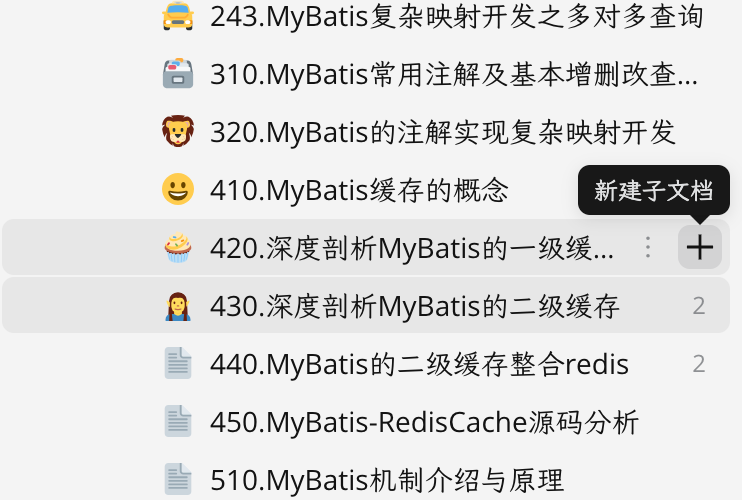 243.MyBatis复杂映射开发之多对多查询
310.MyBatis常用注解及基本增删改查...
320.MyBatis的注解实现复杂映射开发
410.MyBatis缓存的概念
新建子文档
420.深度剖析MyBatis的一级缓...
430.深度剖析MyBatis的二级缓存 2
440.MyBatis的二级缓存整合redis 2
450.MyBatis-RedisCache源码分析
510.MyBatis机制介绍与原理